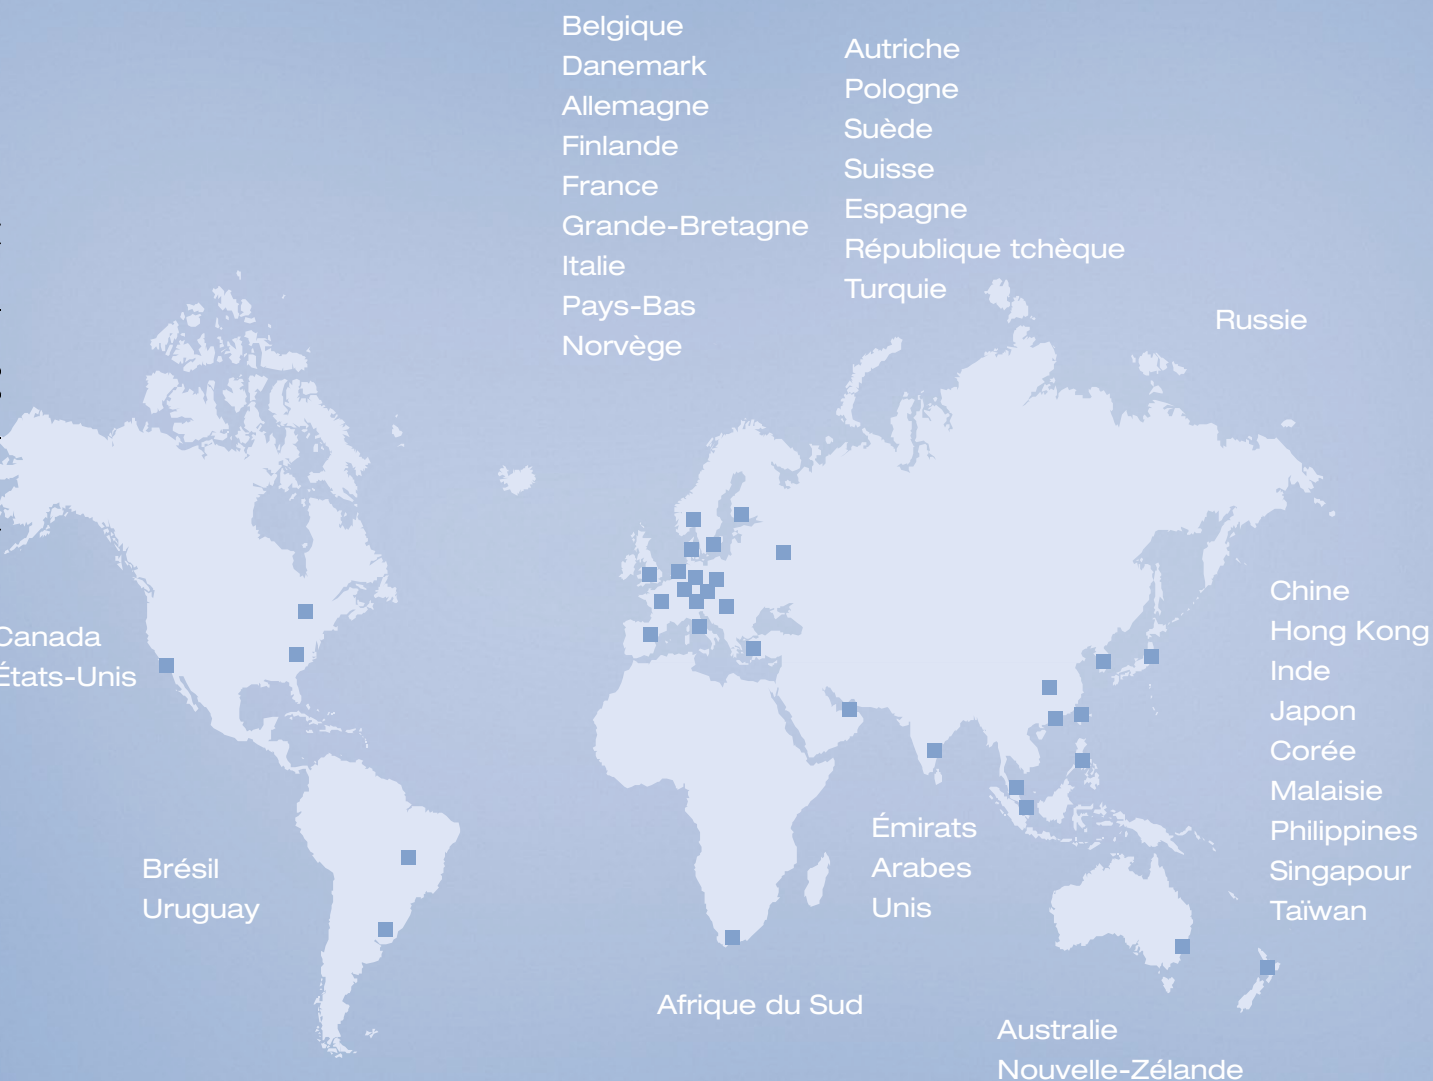 Belgique
Danemark
Allemagne
Finlande
France
Grande-Bretagne
Italie
Pays-Bas
Norvège
Autriche
Pologne
Suède
Suisse
Espagne
République tchèque
Turquie
Russie
Canada
États-Unis
Chine
Hong Kong
Inde
Japon
Corée
Malaisie
Philippines
Singapour
Taïwan
Brésil
Uruguay
Émirats
Arabes
Unis
Afrique du Sud
Australie
Nouvelle-Zélande